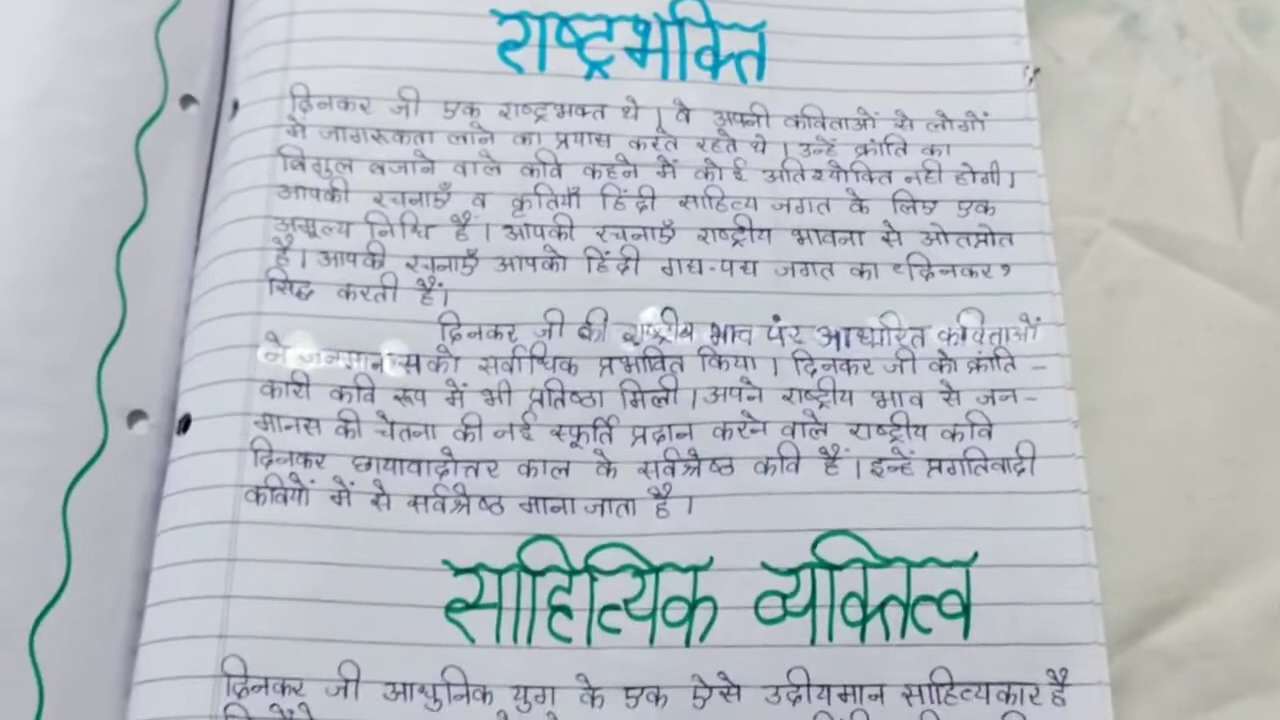 राष्ट्रभक्ति
दिनकर जी एक राष्ट्रभक्त थे। वे अपनी कविताओं से लोगों
में जागरूकता लाने का प्रयास करते रहते थे। उन्हें क्रांति का
बिगुल बजाने वाले कवि कहने में कोई अतिश्योक्ति नही होगी।
आपकी रचनाएँ व कृतियाँ हिंदी साहित्य जगत के लिए एक
अमूल्य निधि हैं। आपकी रचनाएँ राष्ट्रीय भावना से ओतप्रोत
है। आपकी रचनाएँ आपको हिंदी गद्य-पद्य जगत का "दिनकर"
सिद्ध करती हैं।
दिनकर जी की राष्ट्रीय भाव पर आधारित कविताओं
ने जनमानस को सर्वाधिक प्रभावित किया। दिनकर जी को क्रांति-
कारी कवि रूप में भी प्रतिष्ठा मिली। अपने राष्ट्रीय भाव से जन-
मानस की चेतना की नई स्फूर्ति प्रदान करने वाले राष्ट्रीय कवि
दिनकर छायावादोत्तर काल के सर्वश्रेष्ठ कवि हैं। इन्हें प्रगतिवादी
कवियों में से सर्वश्रेष्ठ माना जाता है।
साहित्यिक व्यक्तित्व
दिनकर जी आधुनिक युग के एक ऐसे उदीयमान साहित्यकार है